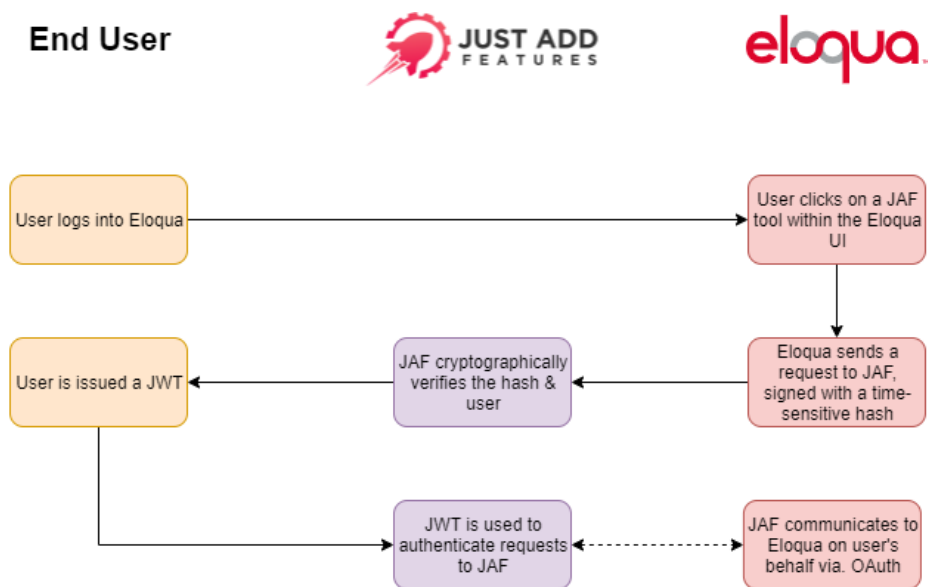 End User
JUST ADD
FEATURES
eloqua
User logs into Eloqua
User clicks on a JAF
tool within the Eloqua
UI
User is issued a JWT
JAF cryptographically
verifies the hash &
user
Eloqua sends a
request to JAF,
signed with a time-
sensitive hash
JWT is used to
authenticate requests
to JAF
JAF communicates to
Eloqua on user's
behalf via. OAuth